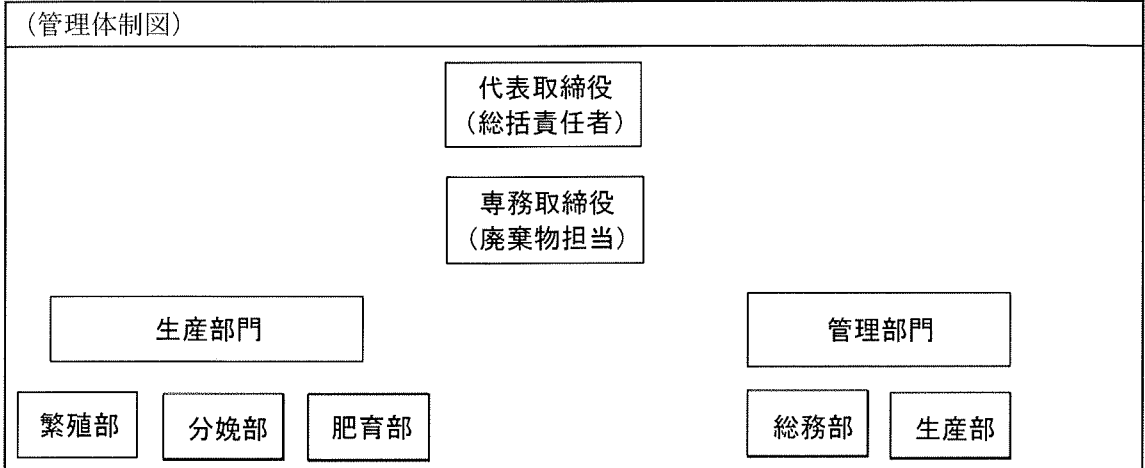 (管理体制図)
代表取締役
(総括責任者)
専務取締役
(廃棄物担当)
生産部門
管理部門
繁殖部
分娩部
肥育部
総務部
生産部